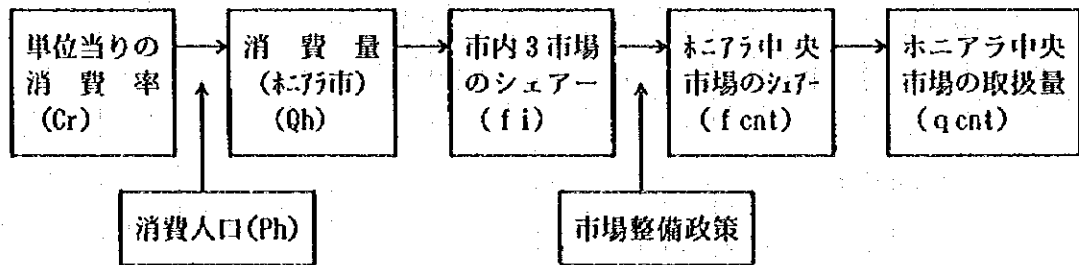 単位当りの
消費率
(Cr)
消費量
(ホニアラ市)
(Qh)
市内3市場
のシェアー
(fi)
ホニアラ中央
市場のシェアー
(f cnt)
ホニアラ中央
市場の取扱量
(q cnt)
消費人口(Ph)
市場整備政策